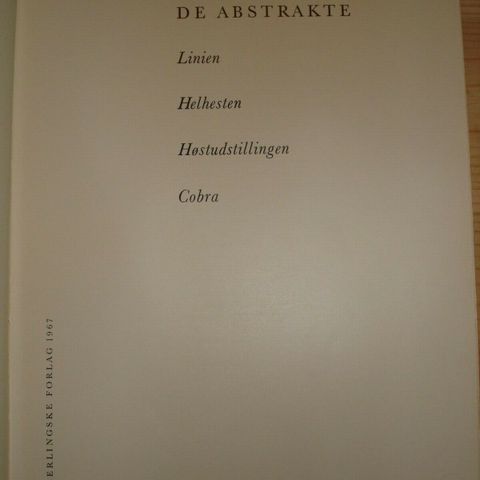 DE ABSTRAKTE
Linien
Helhesten
Høstudstillingen
Cobra
ERLINGSKE FORLAG 1967